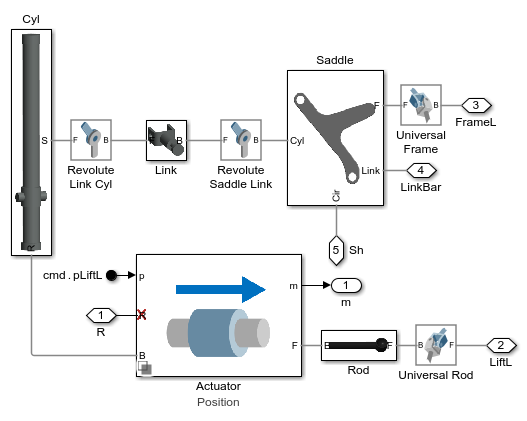 Cyl
Saddle
S
F
B
Revolute
Link Cyl
B
B
Link
F
B
Revolute
Saddle Link
Cyl
F
Link
Ch
F
B
Universal
Frame
3
FrameL
4
LinkBar
5
Sh
R
cmd.pLiftL
p
1
R
B
m
F
Actuator
Position
1
m
B
F
Rod
B
F
Universal Rod
2
LiftL